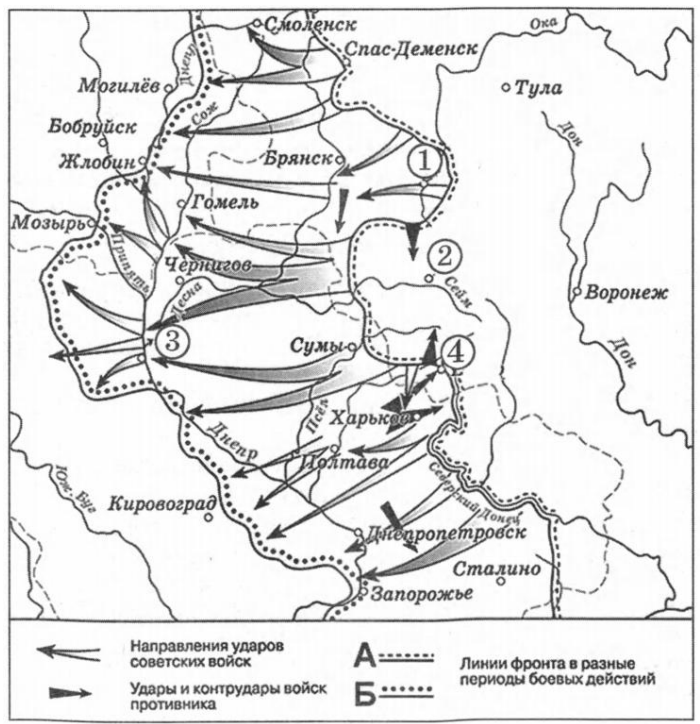 Смоленск
Ока
Спас-Деменск
Днепр
Могилёв
Тула
Сож
Бобруйск
Дон
Жлобин
Брянск
1
Гомель
Мозырь
Припять
2
Чернигов
Сейм
Десна
Воронеж
3
Сумы
4
Дон
Псёл
Харьков
Днепр
Полтава
Юж. Буг
Северский Донец
Кировоград
Днепропетровск
Сталино
Запорожье
Направления ударов
советских войск
Удары и контрудары войск
противника
А
Б
Линии фронта в разные
периоды боевых действий